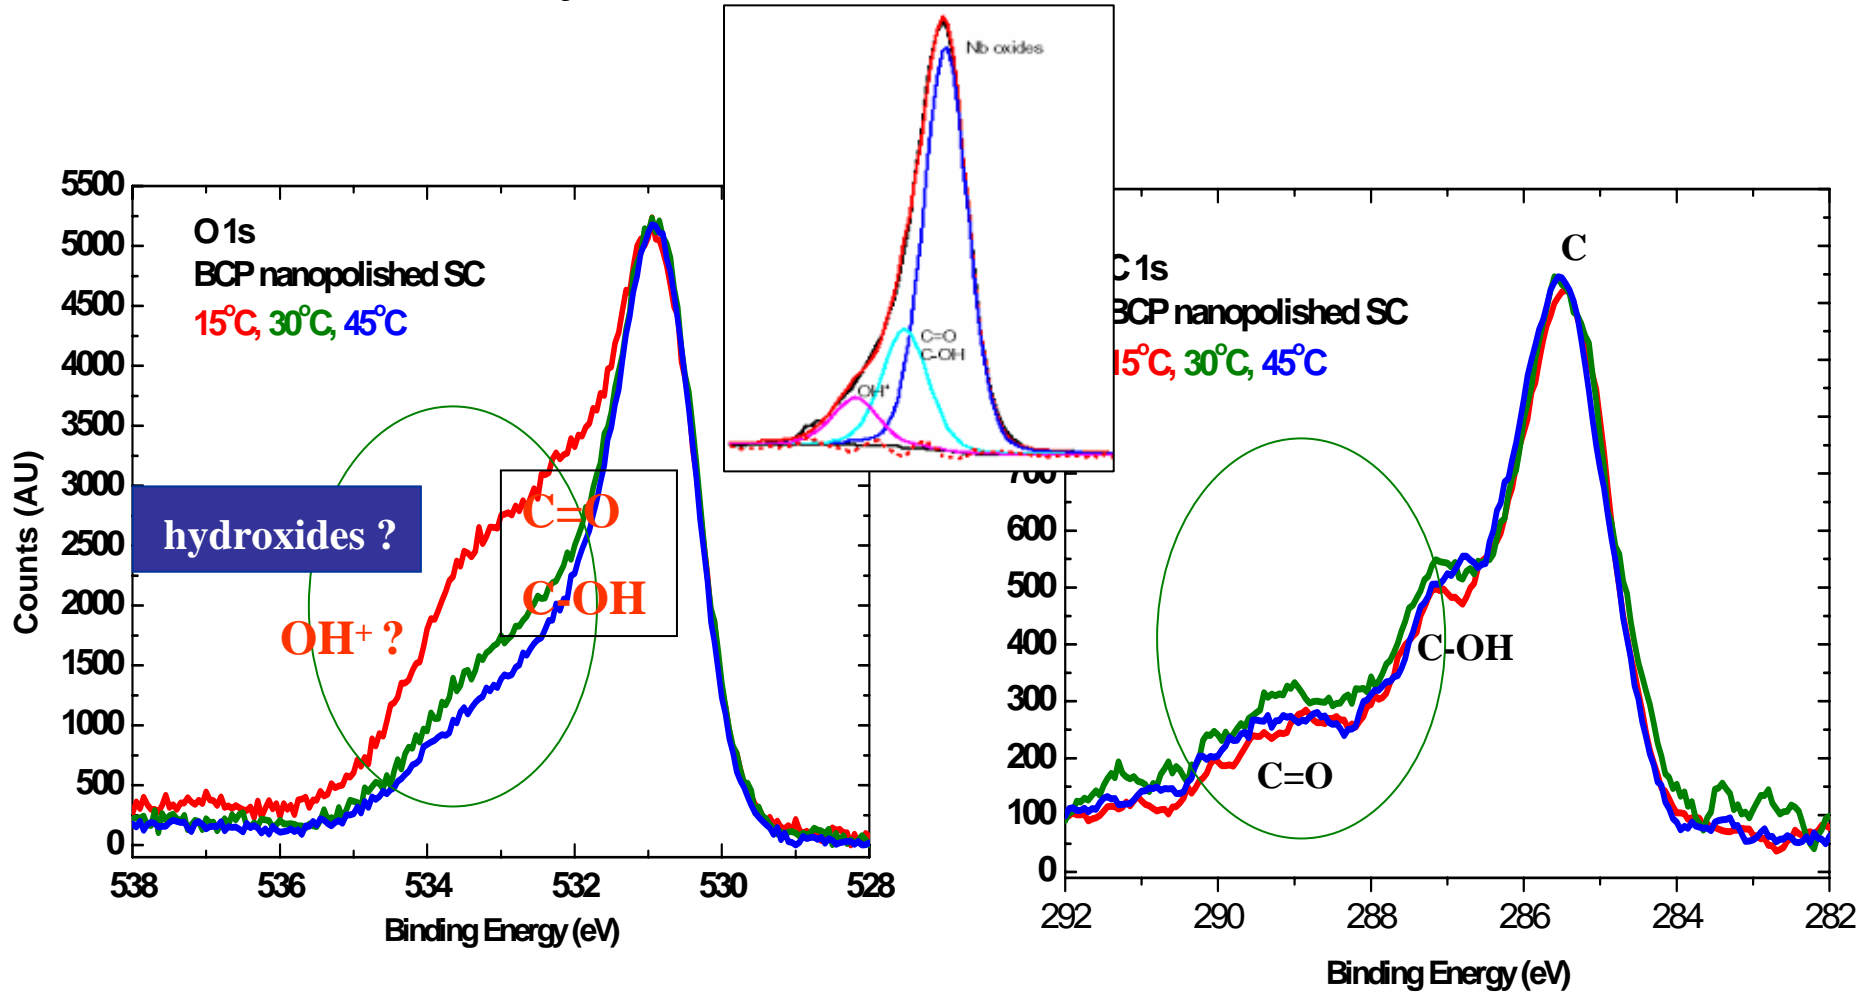 Nb oxides
C=O
C-OH
OH+
5500
5000
4500
4000
3500
3000
2500
2000
1500
1000
500
0
Counts (AU)
O 1s
BCP nanopolished SC
15°C, 30°C, 45°C
hydroxides ?
C=O
C-OH
OH+ ?
538
536
534
532
530
528
Binding Energy (eV)
C
C 1s
BCP nanopolished SC
15°C, 30°C, 45°C
700
600
500
400
300
200
100
0
C-OH
C=O
292
290
288
286
284
282
Binding Energy (eV)